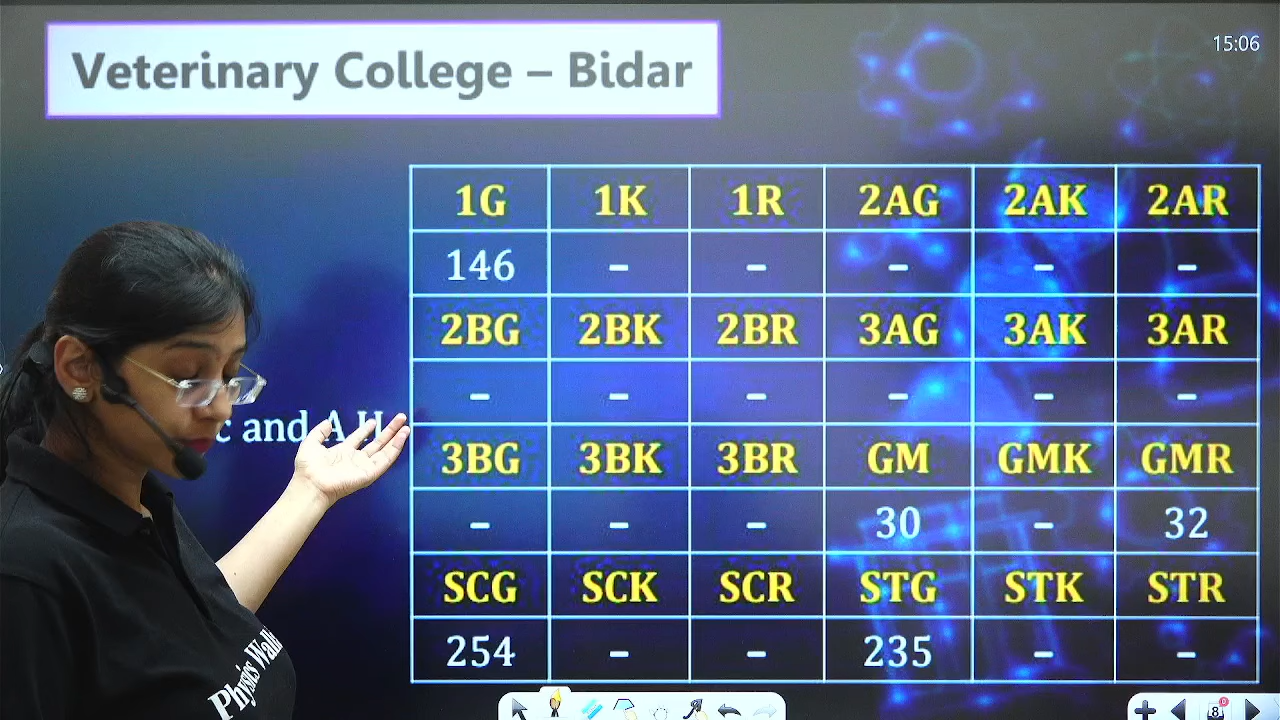 Veterinary College – Bidar
15:06
1G 1K 1R 2AG 2AK 2AR
146 – – – – –
2BG 2BK 2BR 3AG 3AK 3AR
– – – – – –
c and A H
3BG 3BK 3BR GM GMK GMR
– – – 30 – 32
SCG SCK SCR STG STK STR
254 – – 235 – –
Physics
8